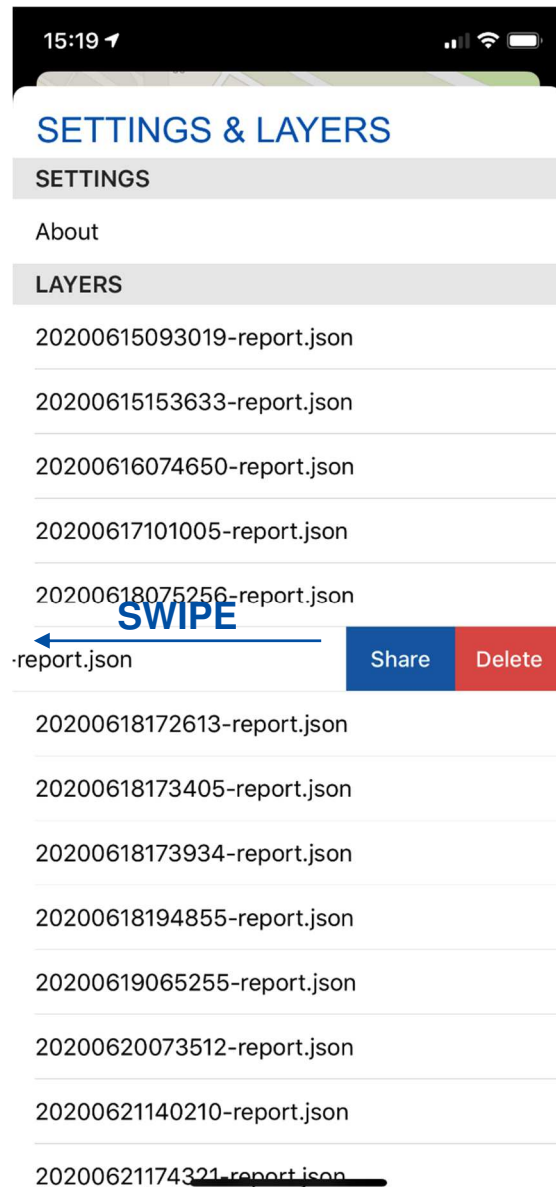 15:19
SETTINGS & LAYERS
SETTINGS
About
LAYERS
20200615093019-report.json
20200615153633-report.json
20200616074650-report.json
20200617101005-report.json
20200618075256-report.json
SWIPE
-report.json Share Delete
20200618172613-report.json
20200618173405-report.json
20200618173934-report.json
20200618194855-report.json
20200619065255-report.json
20200620073512-report.json
20200621140210-report.json
20200621174321-report.json